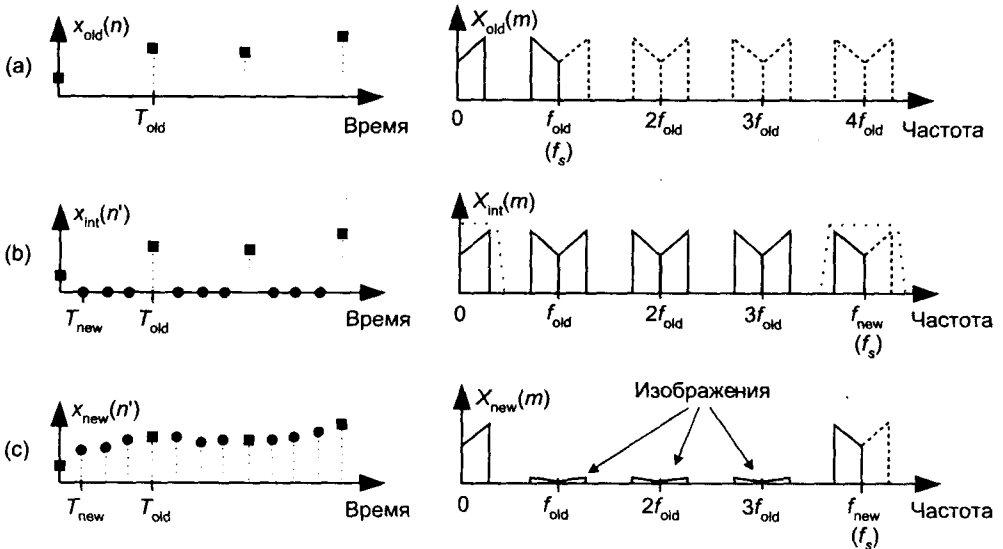 (a)
x_old(n)
T_old
Время
X_old(m)
0
f_old
(f_s)
2f_old
3f_old
4f_old
Частота
(b)
x_int(n')
T_new
T_old
Время
X_int(m)
0
f_old
2f_old
3f_old
f_new
(f_s)
Частота
(c)
x_new(n')
T_new
T_old
Время
X_new(m)
Изображения
0
f_old
2f_old
3f_old
f_new
(f_s)
Частота